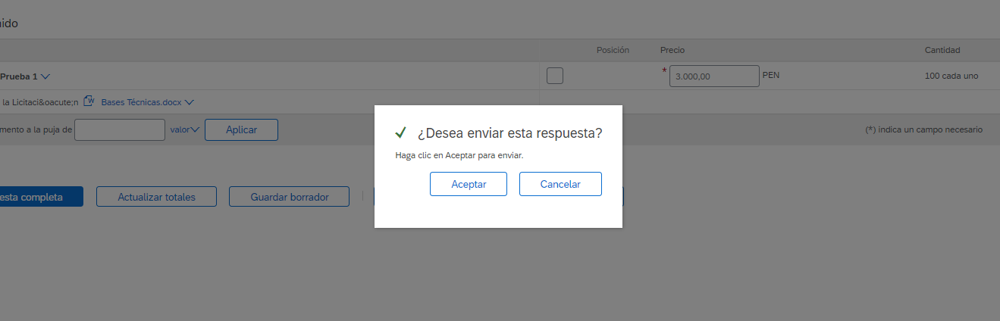 ido
Posición Precio Cantidad
Prueba 1 * 3.000,00 PEN 100 cada uno
la Licitaci&oacute;n Bases Técnicas.docx
mento a la puja de valor Aplicar (*) indica un campo necesario
¿Desea enviar esta respuesta?
Haga clic en Aceptar para enviar.
Aceptar Cancelar
esta completa Actualizar totales Guardar borrador